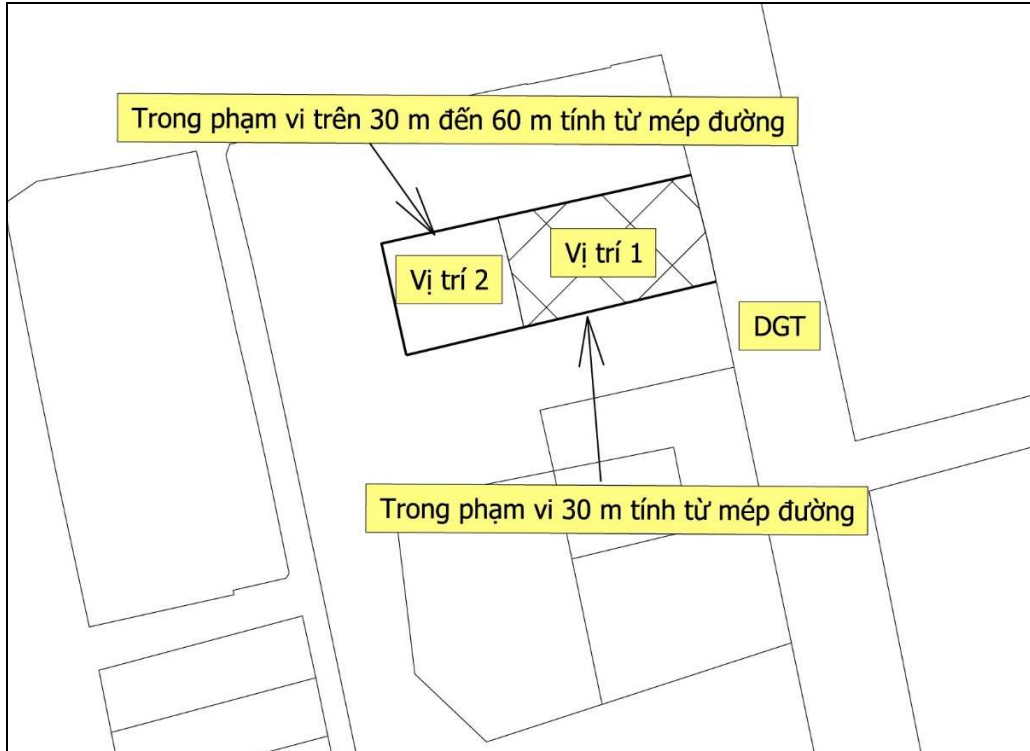 Trong phạm vi trên 30 m đến 60 m tính từ mép đường
Vị trí 1
Vị trí 2
DGT
Trong phạm vi 30 m tính từ mép đường